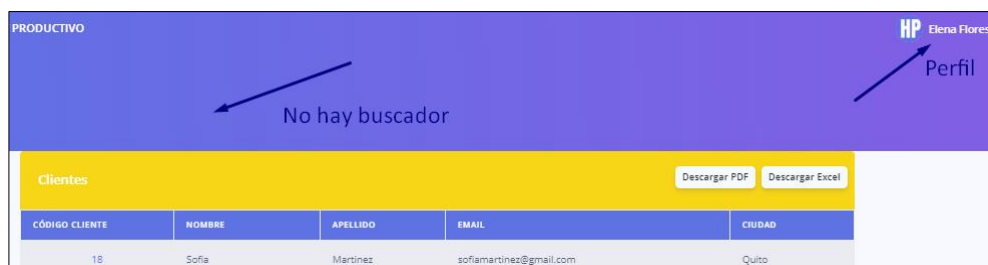 PRODUCTIVO
HP Elena Flores
Perfil
No hay buscador
Clientes
Descargar PDF Descargar Excel
CÓDIGO CLIENTE NOMBRE APELLIDO EMAIL CIUDAD
18 Sofia Martinez sofiamartinez@gmail.com Quito